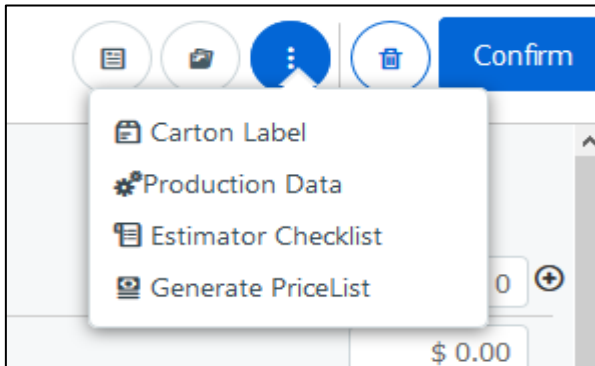 Confirm
Carton Label
Production Data
Estimator Checklist
Generate PriceList
0
$ 0.00